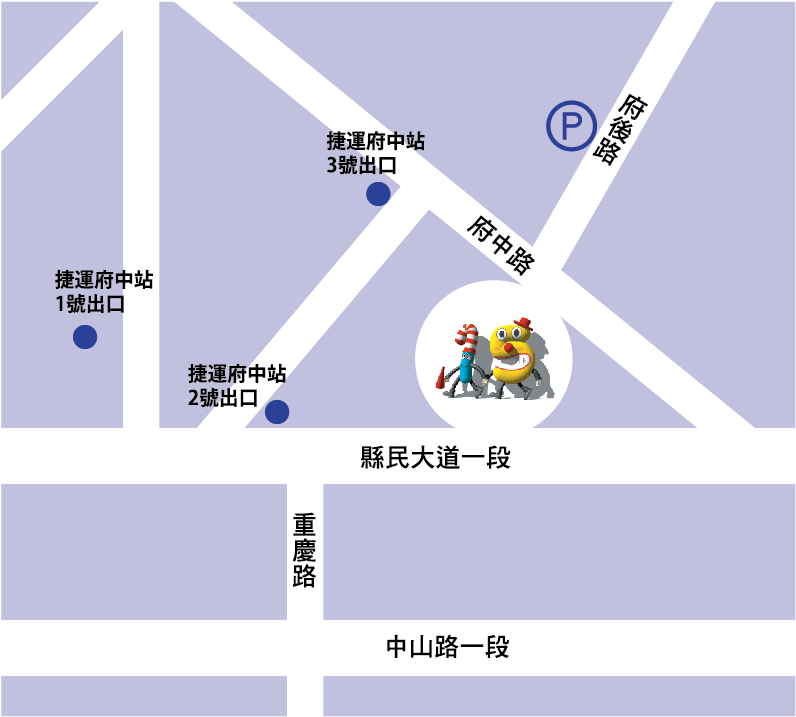 府後路
P
捷運府中站
3號出口
府中路
捷運府中站
1號出口
捷運府中站
2號出口
縣民大道一段
重慶路
中山路一段